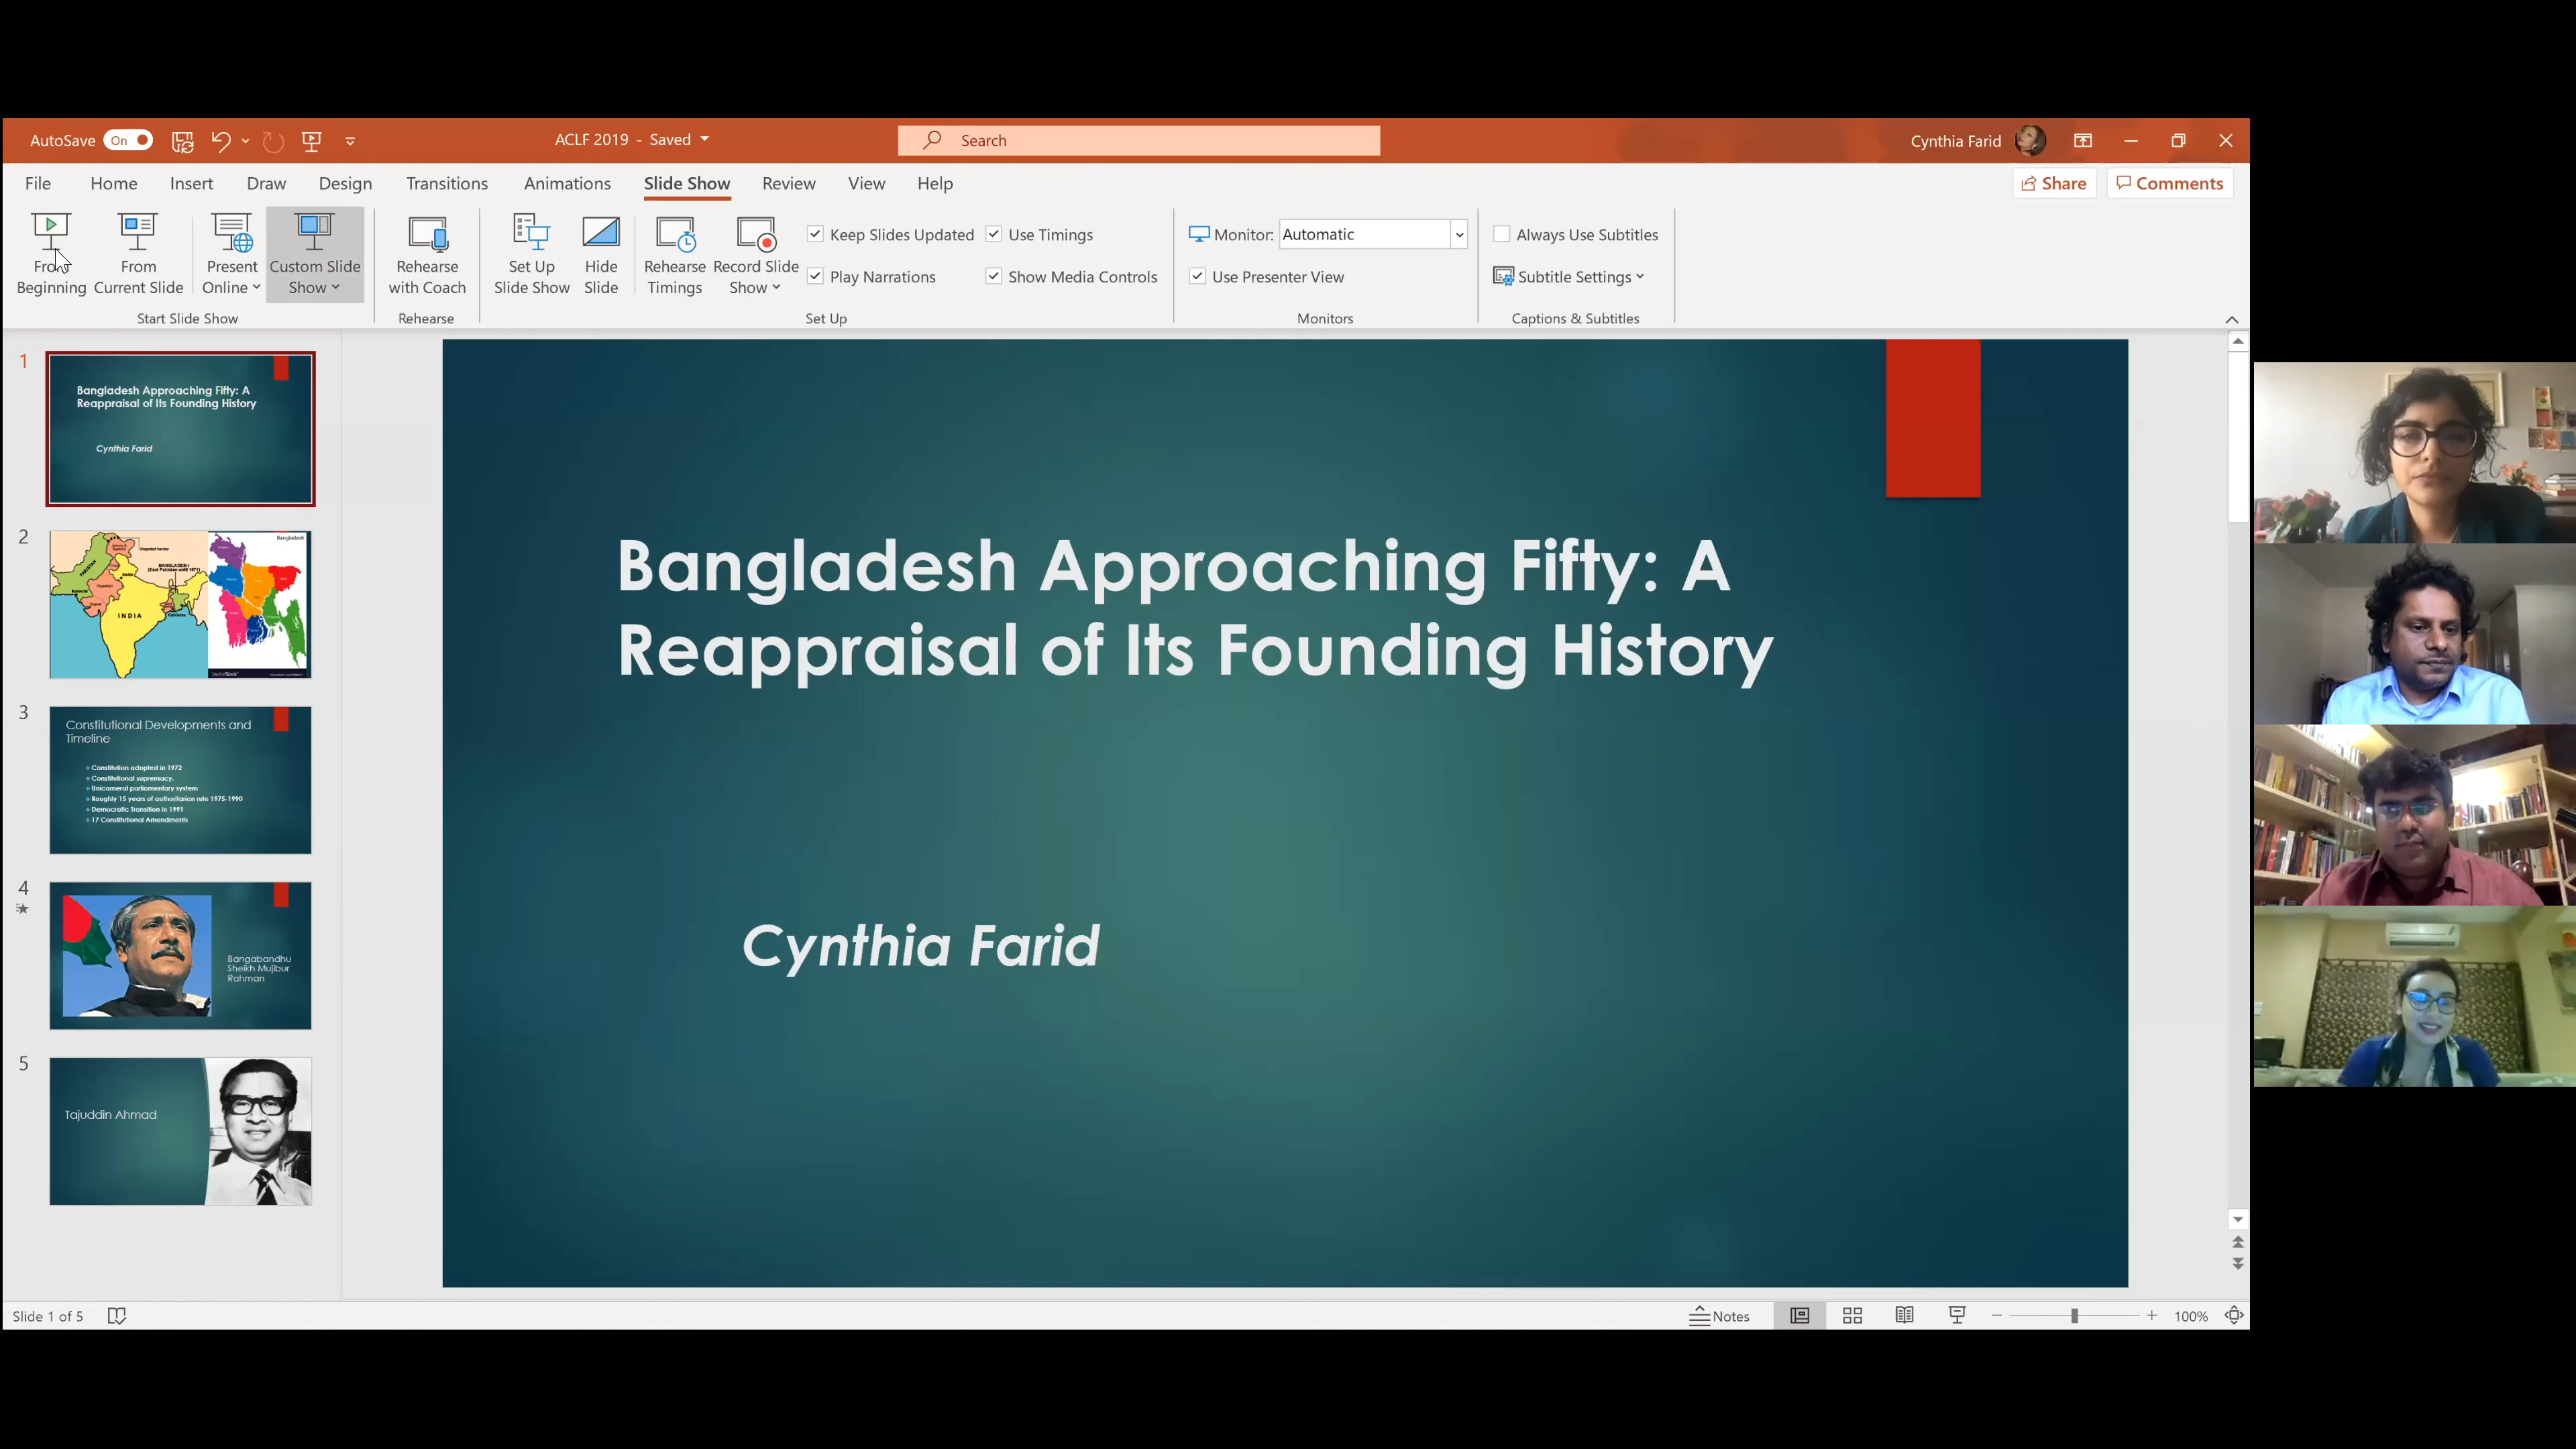 AutoSave On
ACLF 2019 - Saved
Search
Cynthia Farid
File Home Insert Draw Design Transitions Animations Slide Show Review View Help
Share Comments
From Beginning
From Current Slide
Present Online
Custom Slide Show
Start Slide Show
Rehearse with Coach
Rehearse
Set Up Slide Show
Hide Slide
Rehearse Timings
Record Slide Show
Keep Slides Updated
Play Narrations
Use Timings
Show Media Controls
Set Up
Monitor: Automatic
Use Presenter View
Monitors
Always Use Subtitles
Subtitle Settings
Captions & Subtitles
1
Bangladesh Approaching Fifty: A
Reappraisal of Its Founding History
Cynthia Farid
2
PAKISTAN
INDIA
BANGLADESH
(East Pakistan until 1971)
Bangladesh
VectorStock
3
Constitutional Developments and
Timeline
Constitution adopted in 1972
Constitutional supremacy.
Unicameral parliamentary system
Roughly 15 years of authoritarian rule 1975-1990
Democratic Transition in 1991
17 Constitutional Amendments
4
Bangabandhu
Sheikh Mujibur
Rahman
5
Tajuddin Ahmad
Bangladesh Approaching Fifty: A
Reappraisal of Its Founding History
Cynthia Farid
Slide 1 of 5
Notes
100%